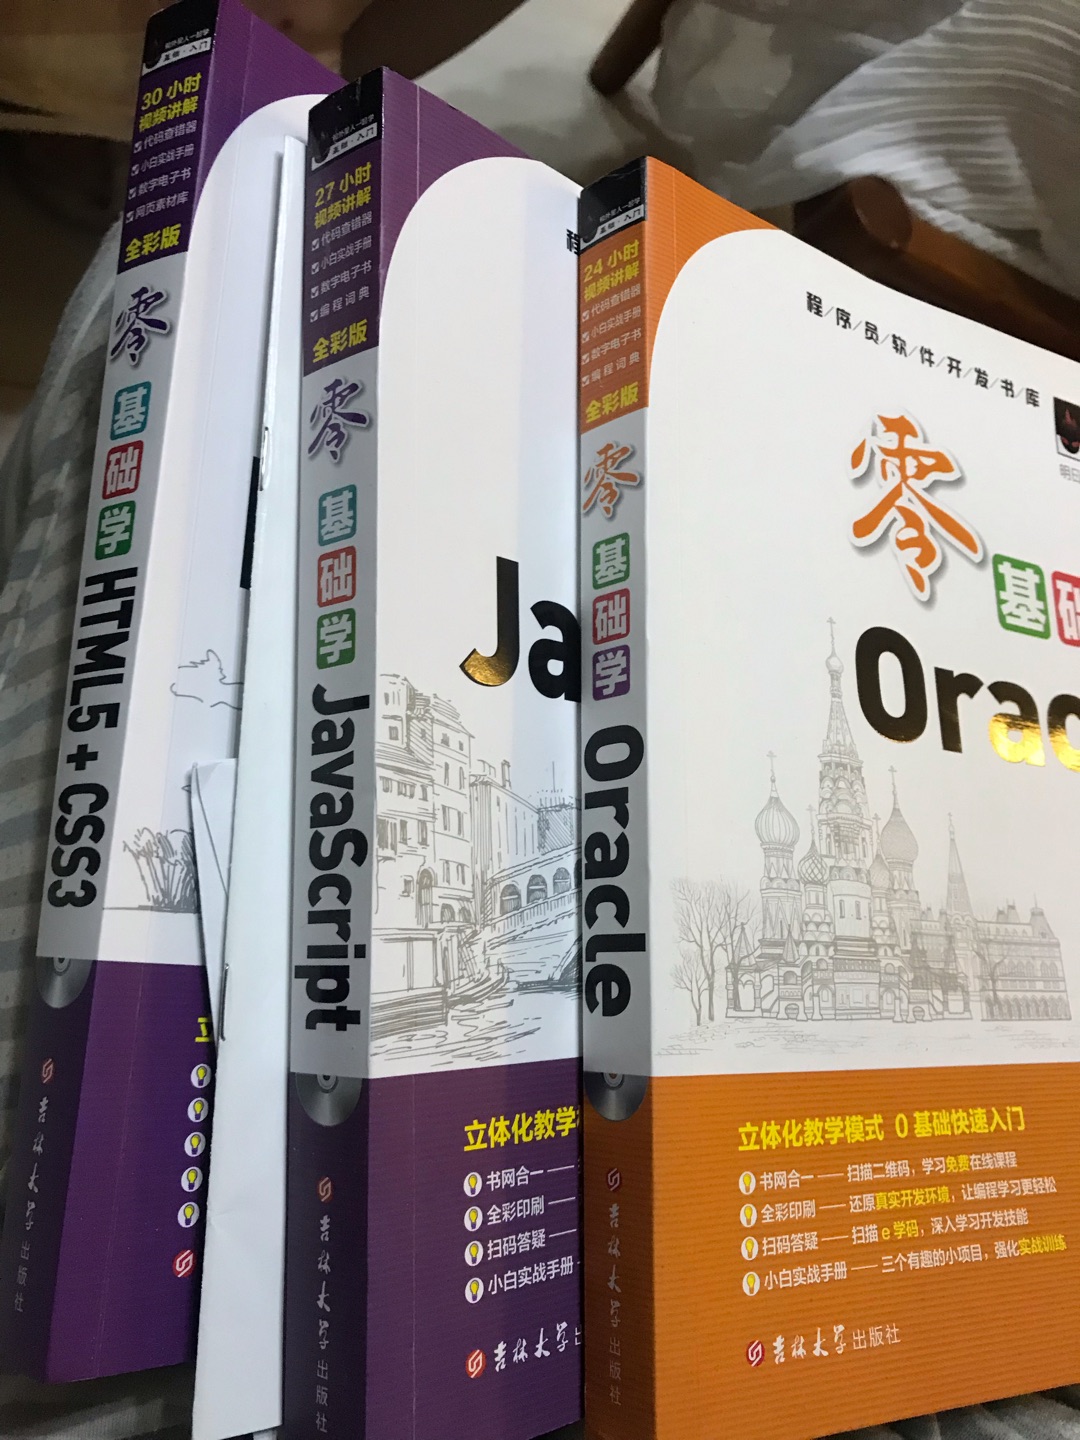 30小时
视频讲解
代码查错器
小白实战手册
数字电子书
网页素材库
全彩版
零
基
础
学
HTML5 + CSS3
吉林大学出版社
27小时
视频讲解
代码查错器
小白实战手册
数字电子书
编程词典
全彩版
零
基
础
学
JavaScript
吉林大学出版社
程
Ja
立体化教学
书网合一 ——
全彩印刷 ——
扫码答疑 ——
小白实战手册
吉林大学
24小时
视频讲解
代码查错器
小白实战手册
数字电子书
编程词典
全彩版
零
基
础
学
Oracle
吉林大学出版社
程/序/员/软/件/开/发/书/库
明日
零
基础
Orac
立体化教学模式 0基础快速入门
书网合一 —— 扫描二维码，学习免费在线课程
全彩印刷 —— 还原真实开发环境，让编程学习更轻松
扫码答疑 —— 扫描e学码，深入学习开发技能
小白实战手册 —— 三个有趣的小项目，强化实战训练
吉林大学出版社